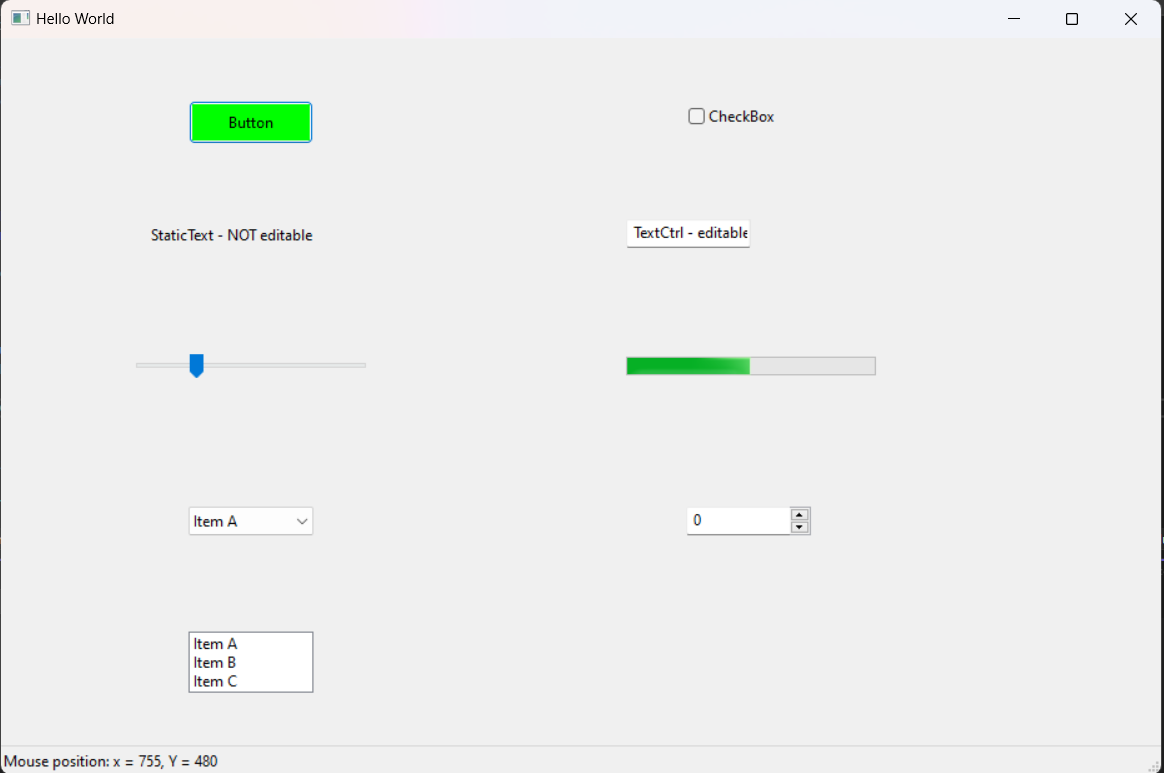 Hello World
Button
CheckBox
StaticText - NOT editable
TextCtrl - editable
Item A
0
Item A
Item B
Item C
Mouse position: x = 755, Y = 480